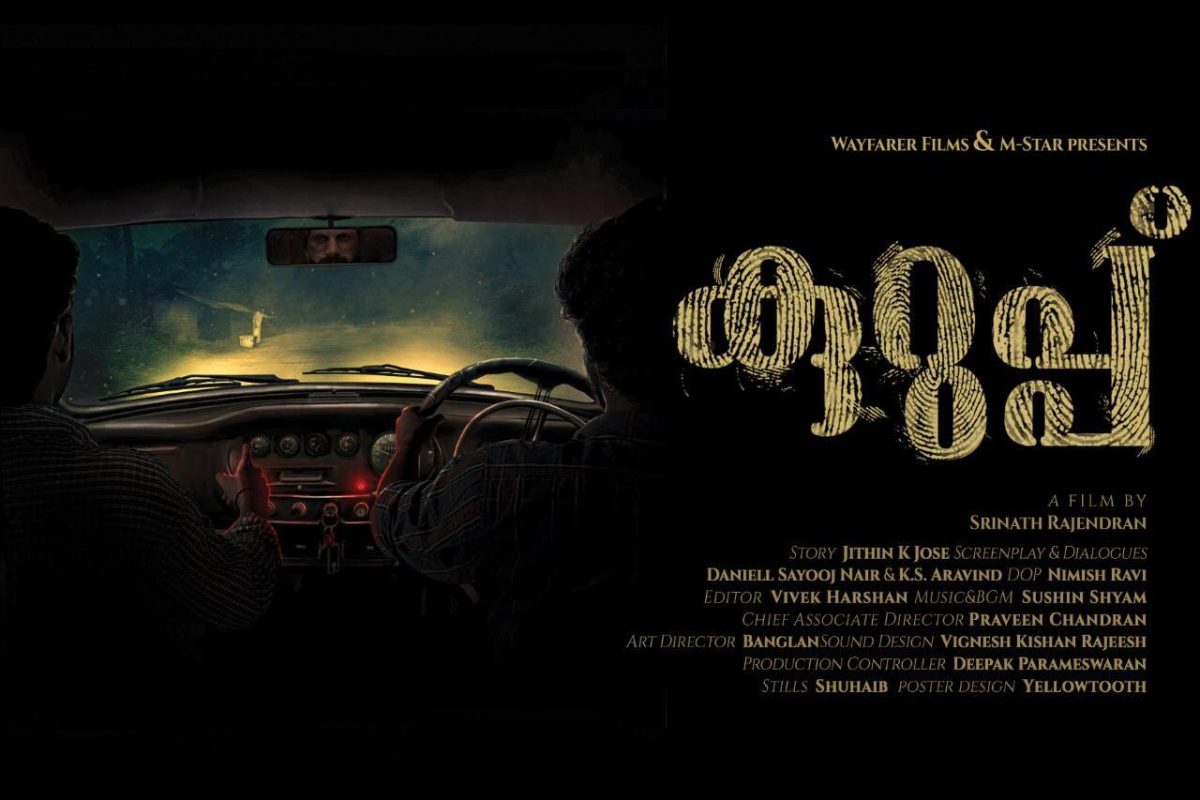 WAYFARER FILMS & M-STAR PRESENTS
കുറുപ്പ്
A FILM BY
SRINATH RAJENDRAN
STORY JITHIN K JOSE SCREENPLAY & DIALOGUES
DANIELL SAYOOJ NAIR & K.S. ARAVIND DOP NIMISH RAVI
EDITOR VIVEK HARSHAN MUSIC&BGM SUSHIN SHYAM
CHIEF ASSOCIATE DIRECTOR PRAVEEN CHANDRAN
ART DIRECTOR BANGLAN SOUND DESIGN VIGNESH KISHAN RAJEESH
PRODUCTION CONTROLLER DEEPAK PARAMESWARAN
STILLS SHUHAIB POSTER DESIGN YELLOWTOOTH